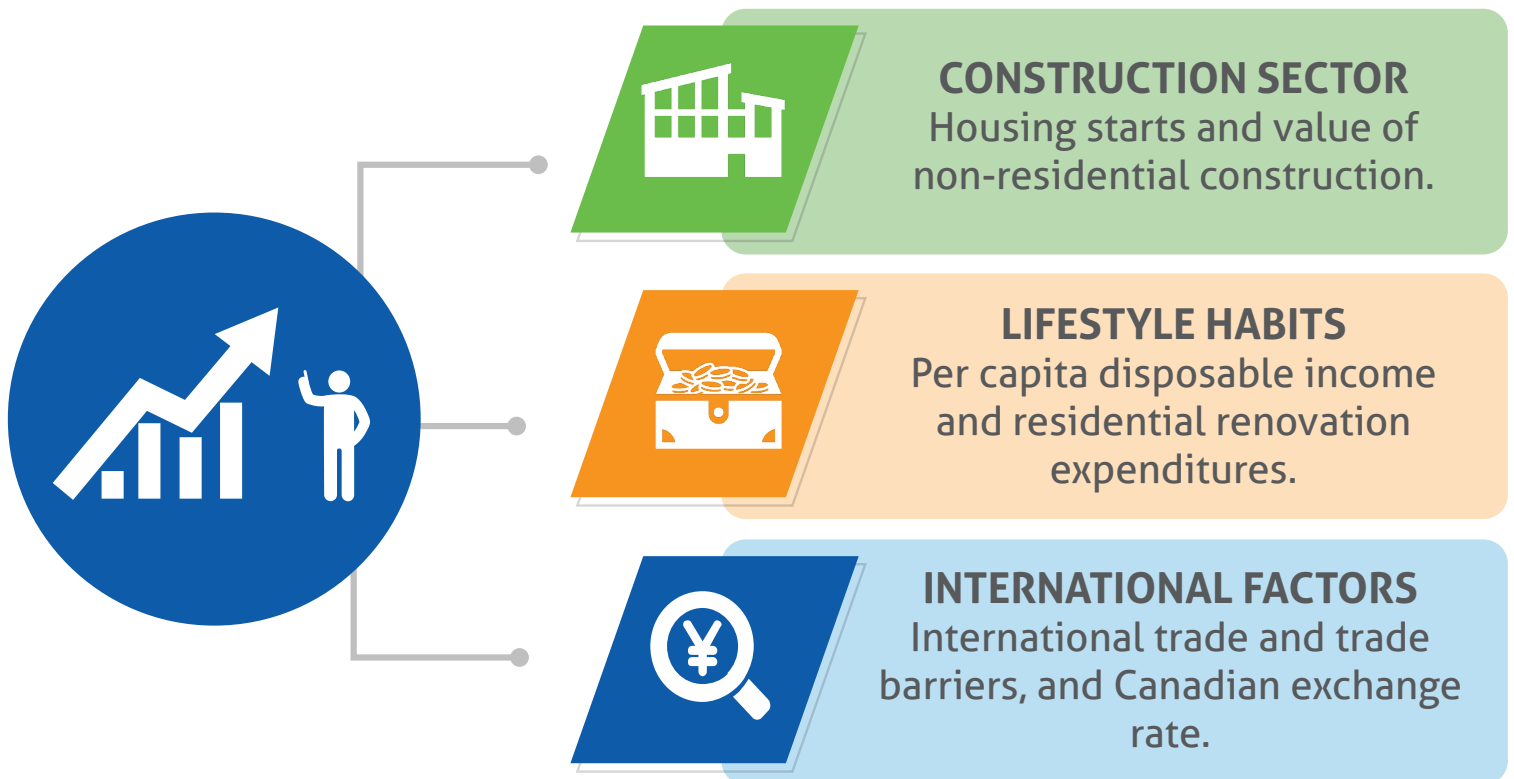 CONSTRUCTION SECTOR
Housing starts and value of
non-residential construction.
LIFESTYLE HABITS
Per capita disposable income
and residential renovation
expenditures.
INTERNATIONAL FACTORS
International trade and trade
barriers, and Canadian exchange
rate.